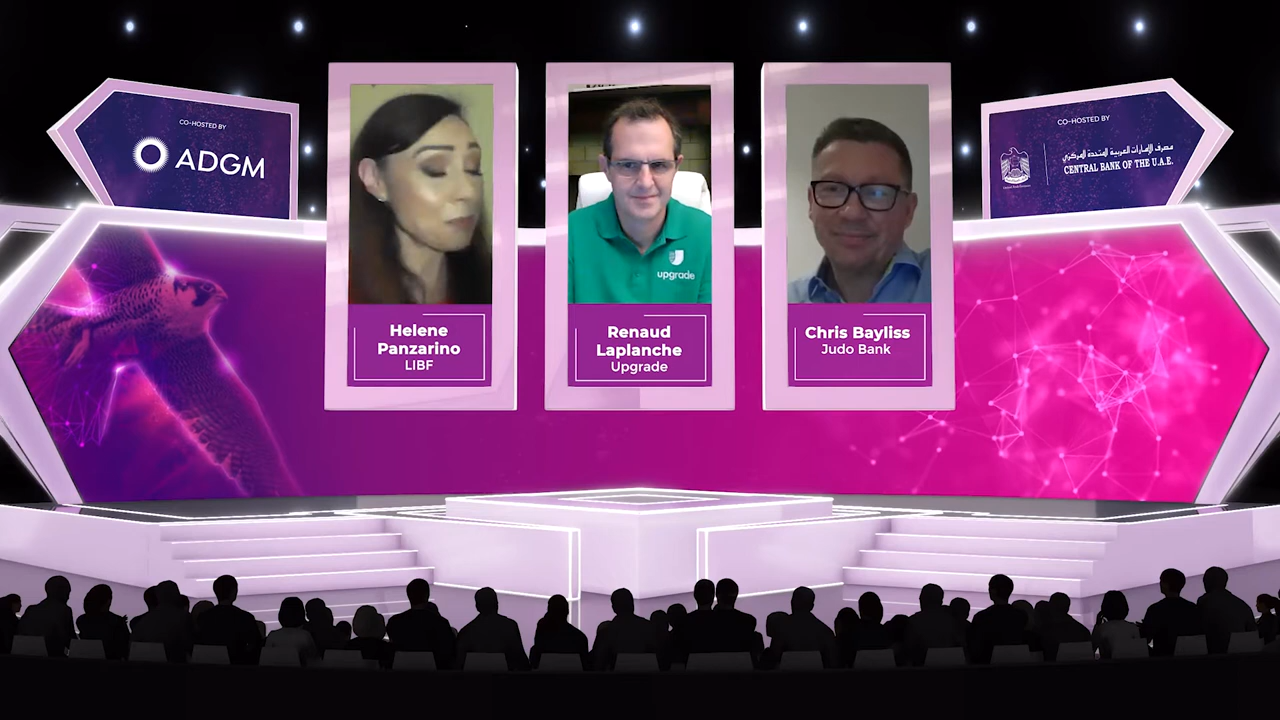 CO-HOSTED BY
ADGM
CO-HOSTED BY
مصرف الإمارات العربية المتحدة المركزي
CENTRAL BANK OF THE U.A.E.
upgrade
Helene
Panzarino
LIBF
Renaud
Laplanche
Upgrade
Chris Bayliss
Judo Bank